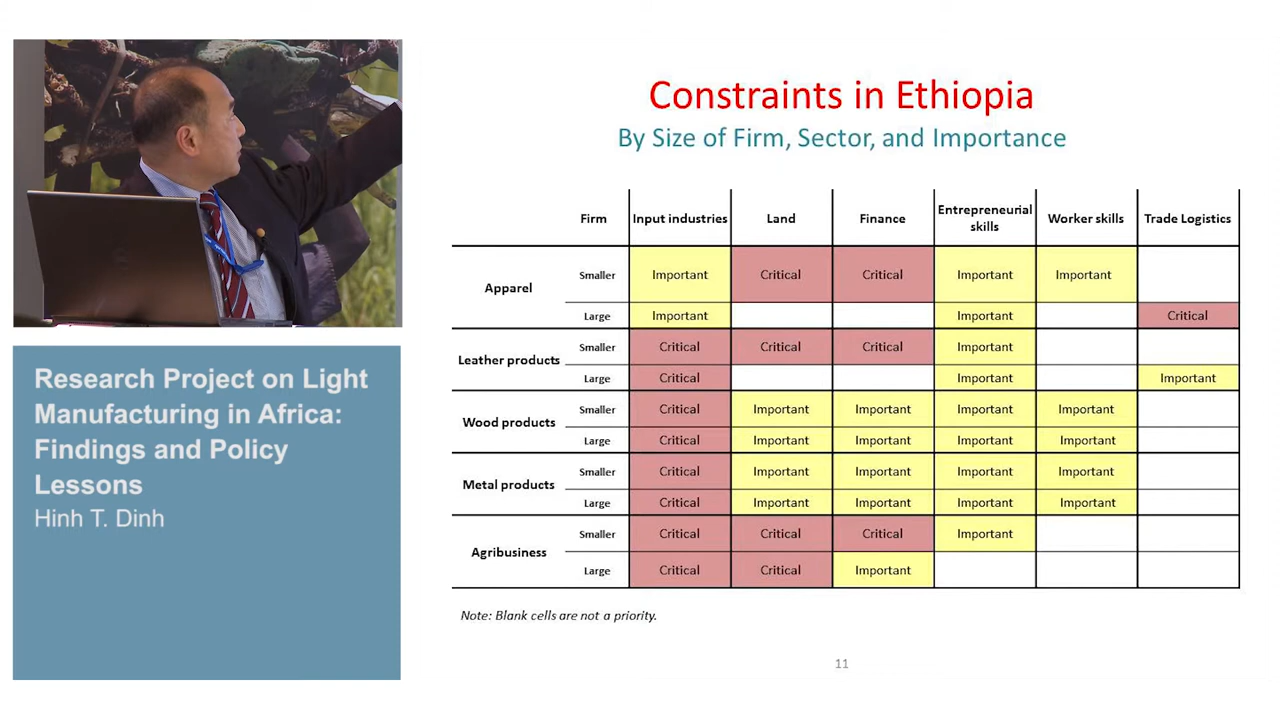 Constraints in Ethiopia
By Size of Firm, Sector, and Importance
Firm Input industries Land Finance Entrepreneurial skills Worker skills Trade Logistics
Apparel
Smaller Important Critical Critical Important Important
Large Important Important Critical
Leather products
Smaller Critical Critical Critical Important
Large Critical Important Important
Wood products
Smaller Critical Important Important Important Important
Large Critical Important Important Important Important
Metal products
Smaller Critical Important Important Important Important
Large Critical Important Important Important Important
Agribusiness
Smaller Critical Critical Critical Important
Large Critical Critical Important
Note: Blank cells are not a priority.
11
Research Project on Light
Manufacturing in Africa:
Findings and Policy
Lessons
Hinh T. Dinh